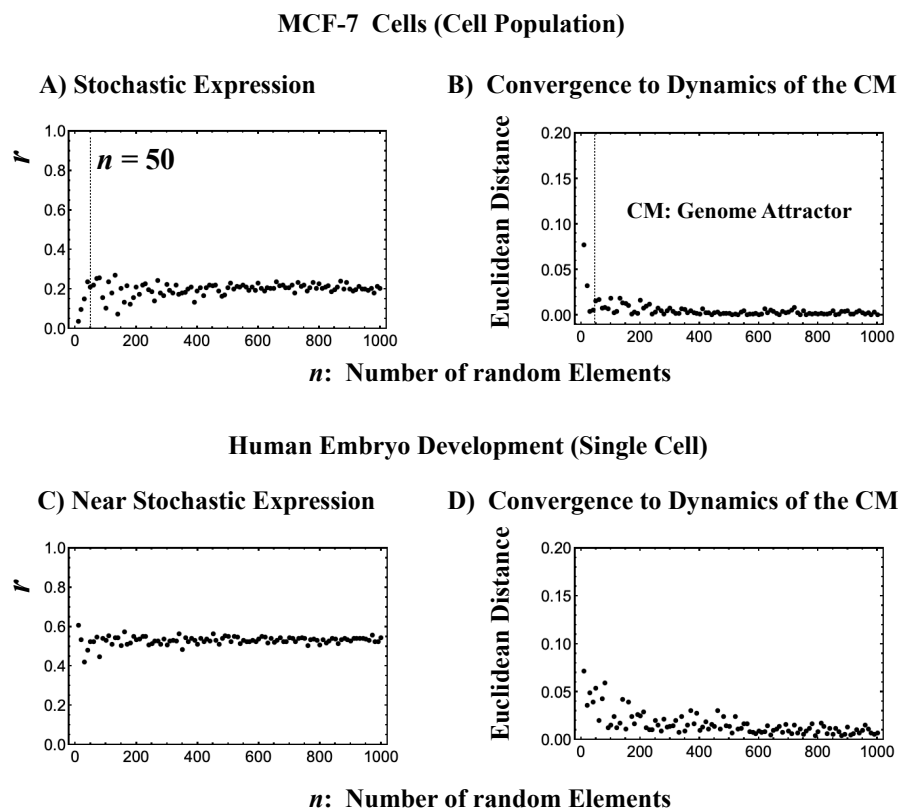 MCF-7 Cells (Cell Population)
A) Stochastic Expression
B) Convergence to Dynamics of the CM
r
1.0
0.8
0.6
0.4
0.2
0.0
n = 50
0 200 400 600 800 1000
Euclidean Distance
0.20
0.15
0.10
0.05
0.00
CM: Genome Attractor
0 200 400 600 800 1000
n: Number of random Elements
Human Embryo Development (Single Cell)
C) Near Stochastic Expression
D) Convergence to Dynamics of the CM
r
1.0
0.8
0.6
0.4
0.2
0.0
0 200 400 600 800 1000
Euclidean Distance
0.20
0.15
0.10
0.05
0.00
0 200 400 600 800 1000
n: Number of random Elements